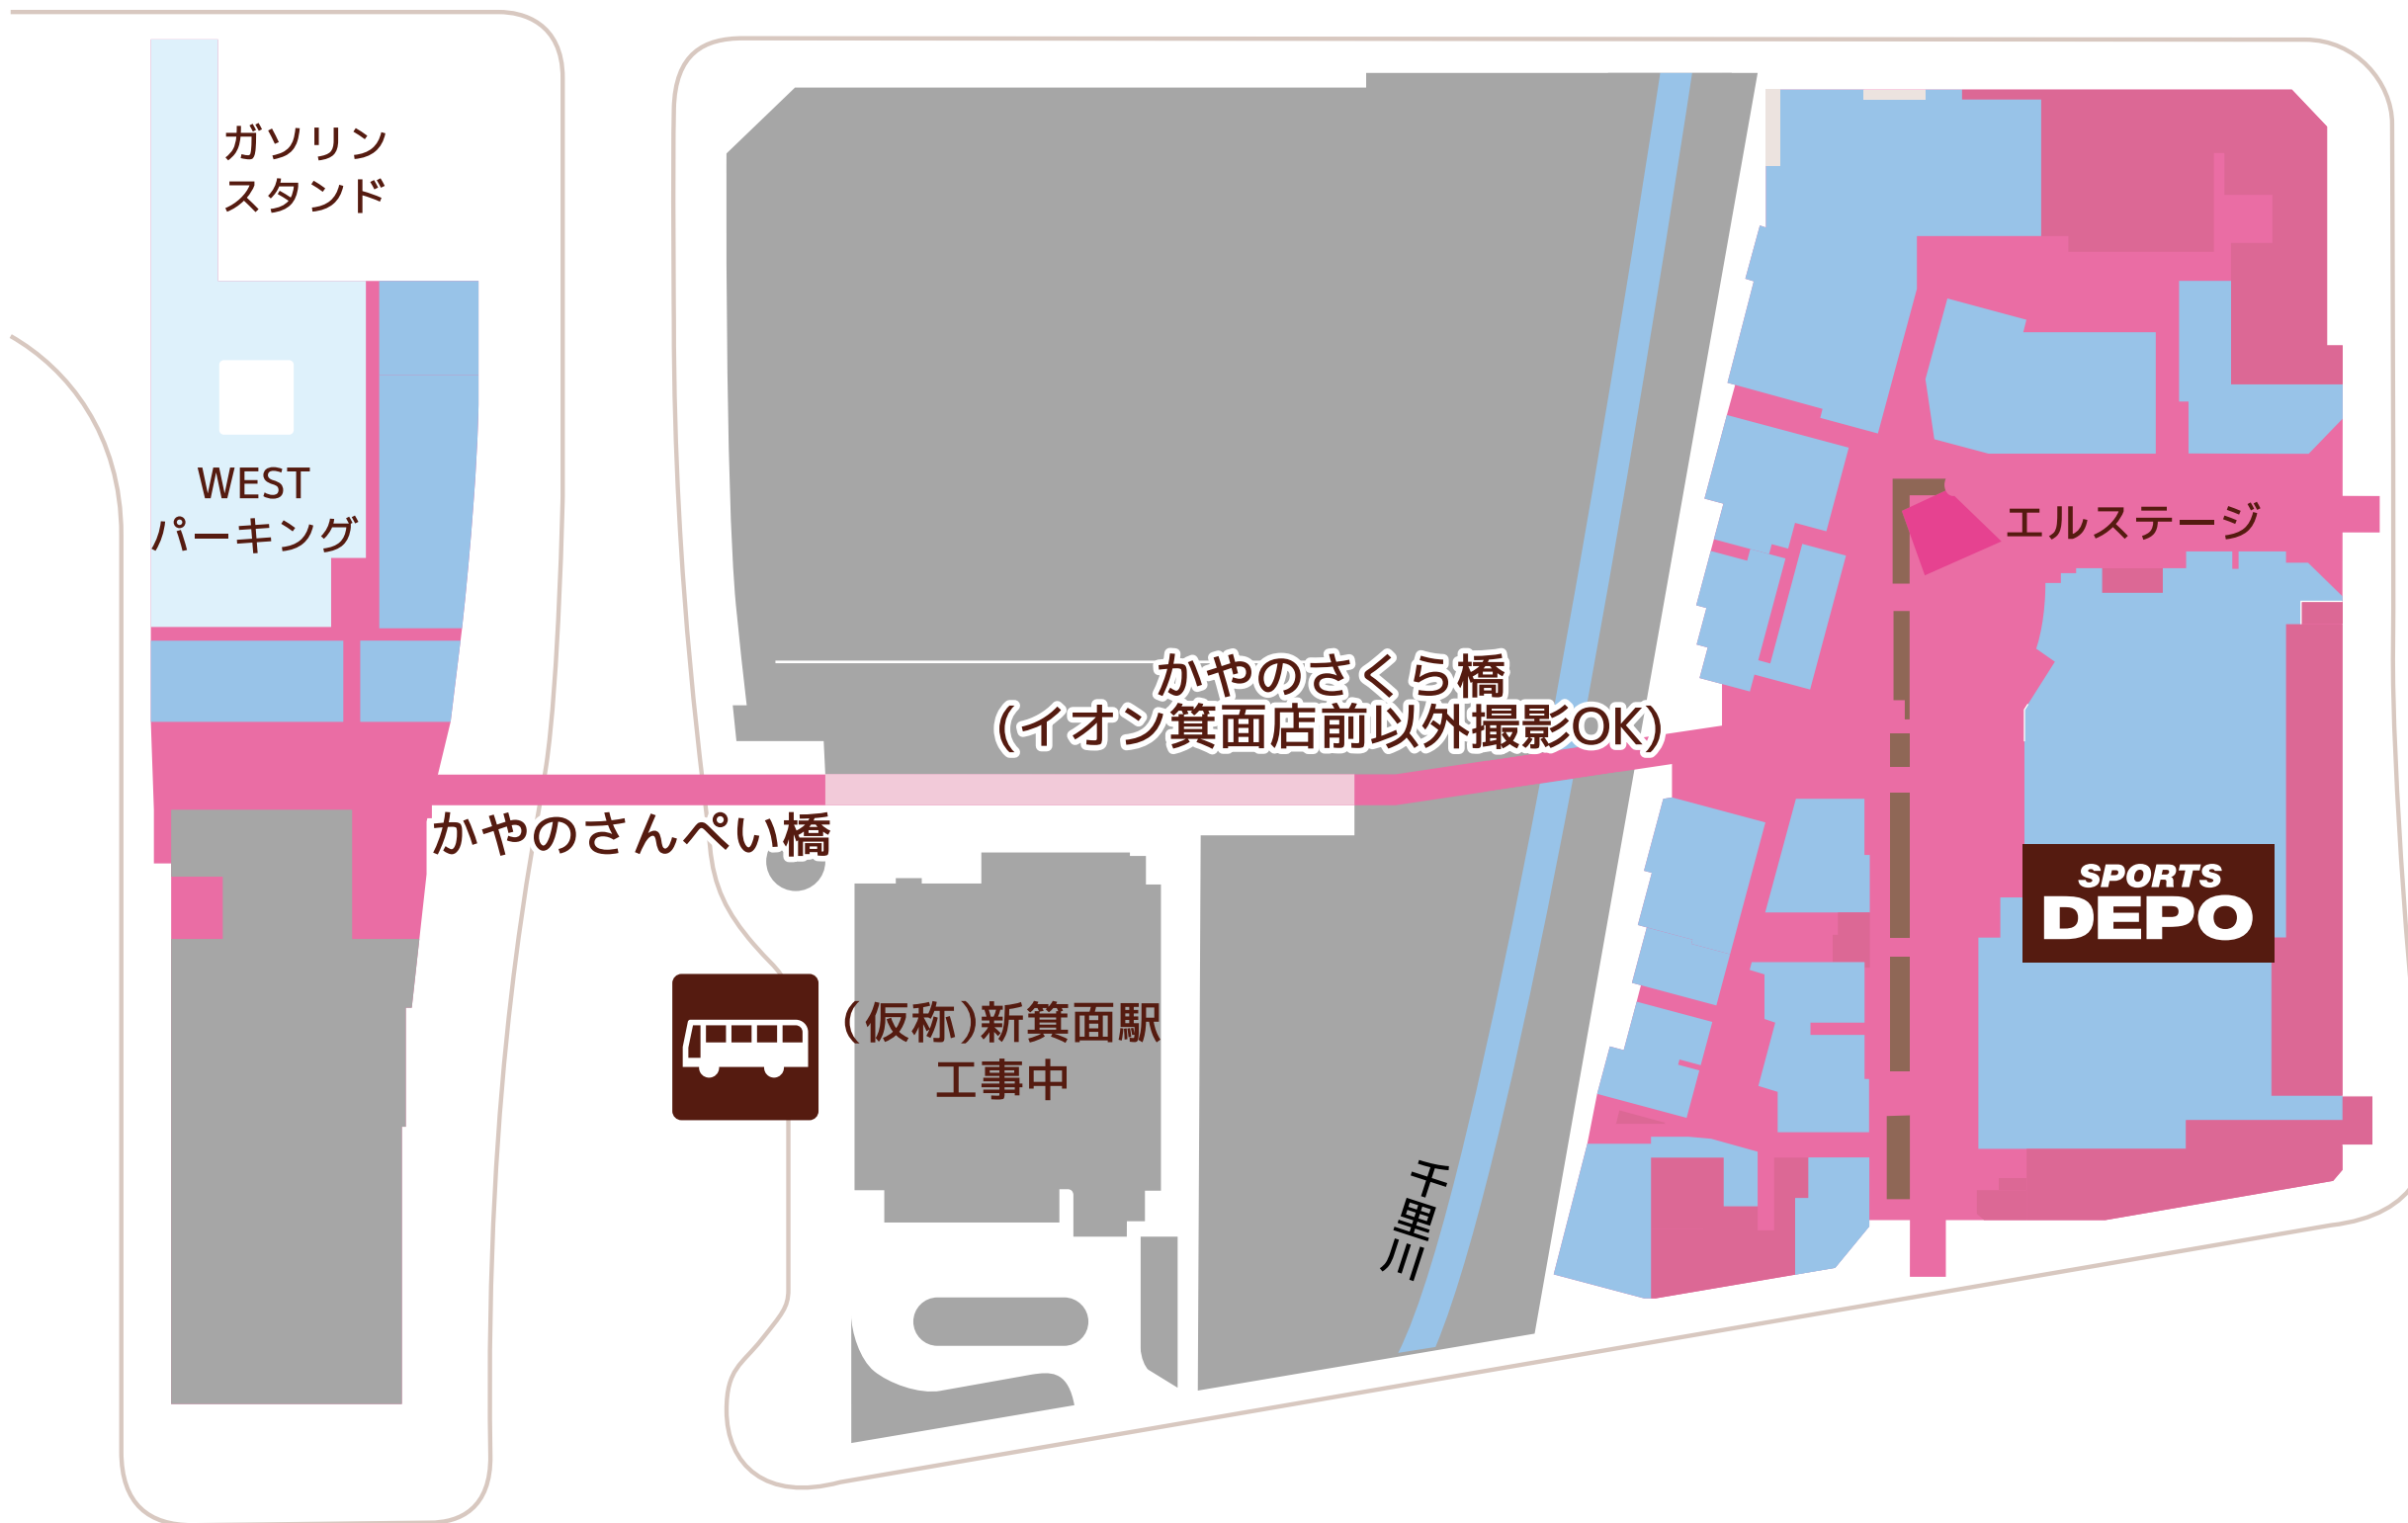 ガソリン
スタンド
WEST
パーキング
エリルステージ
かやのさくら橋
(イオン箕面店前屋外撮影OK)
かやのさんぺい橋
SPORTS
DEPO
(仮称)新箕面駅
工事中
千里川